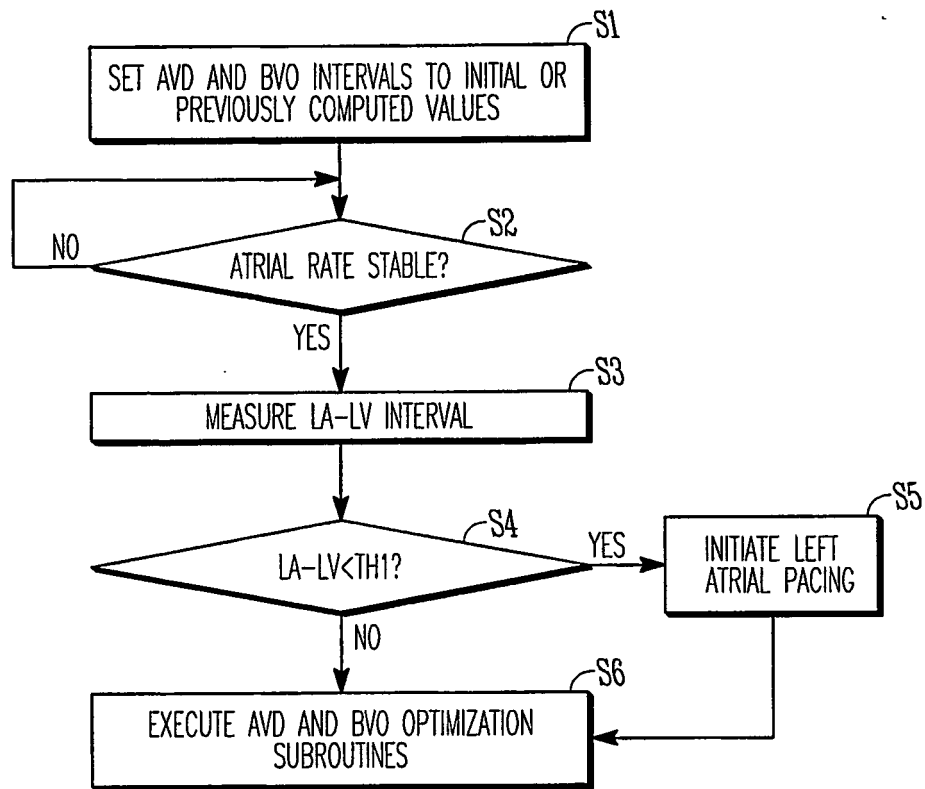 S1
SET AVD AND BVO INTERVALS TO INITIAL OR
PREVIOUSLY COMPUTED VALUES
S2
NO
ATRIAL RATE STABLE?
YES
S3
MEASURE LA-LV INTERVAL
S4
LA-LV<TH1?
YES
S5
INITIATE LEFT
ATRIAL PACING
NO
S6
EXECUTE AVD AND BVO OPTIMIZATION
SUBROUTINES